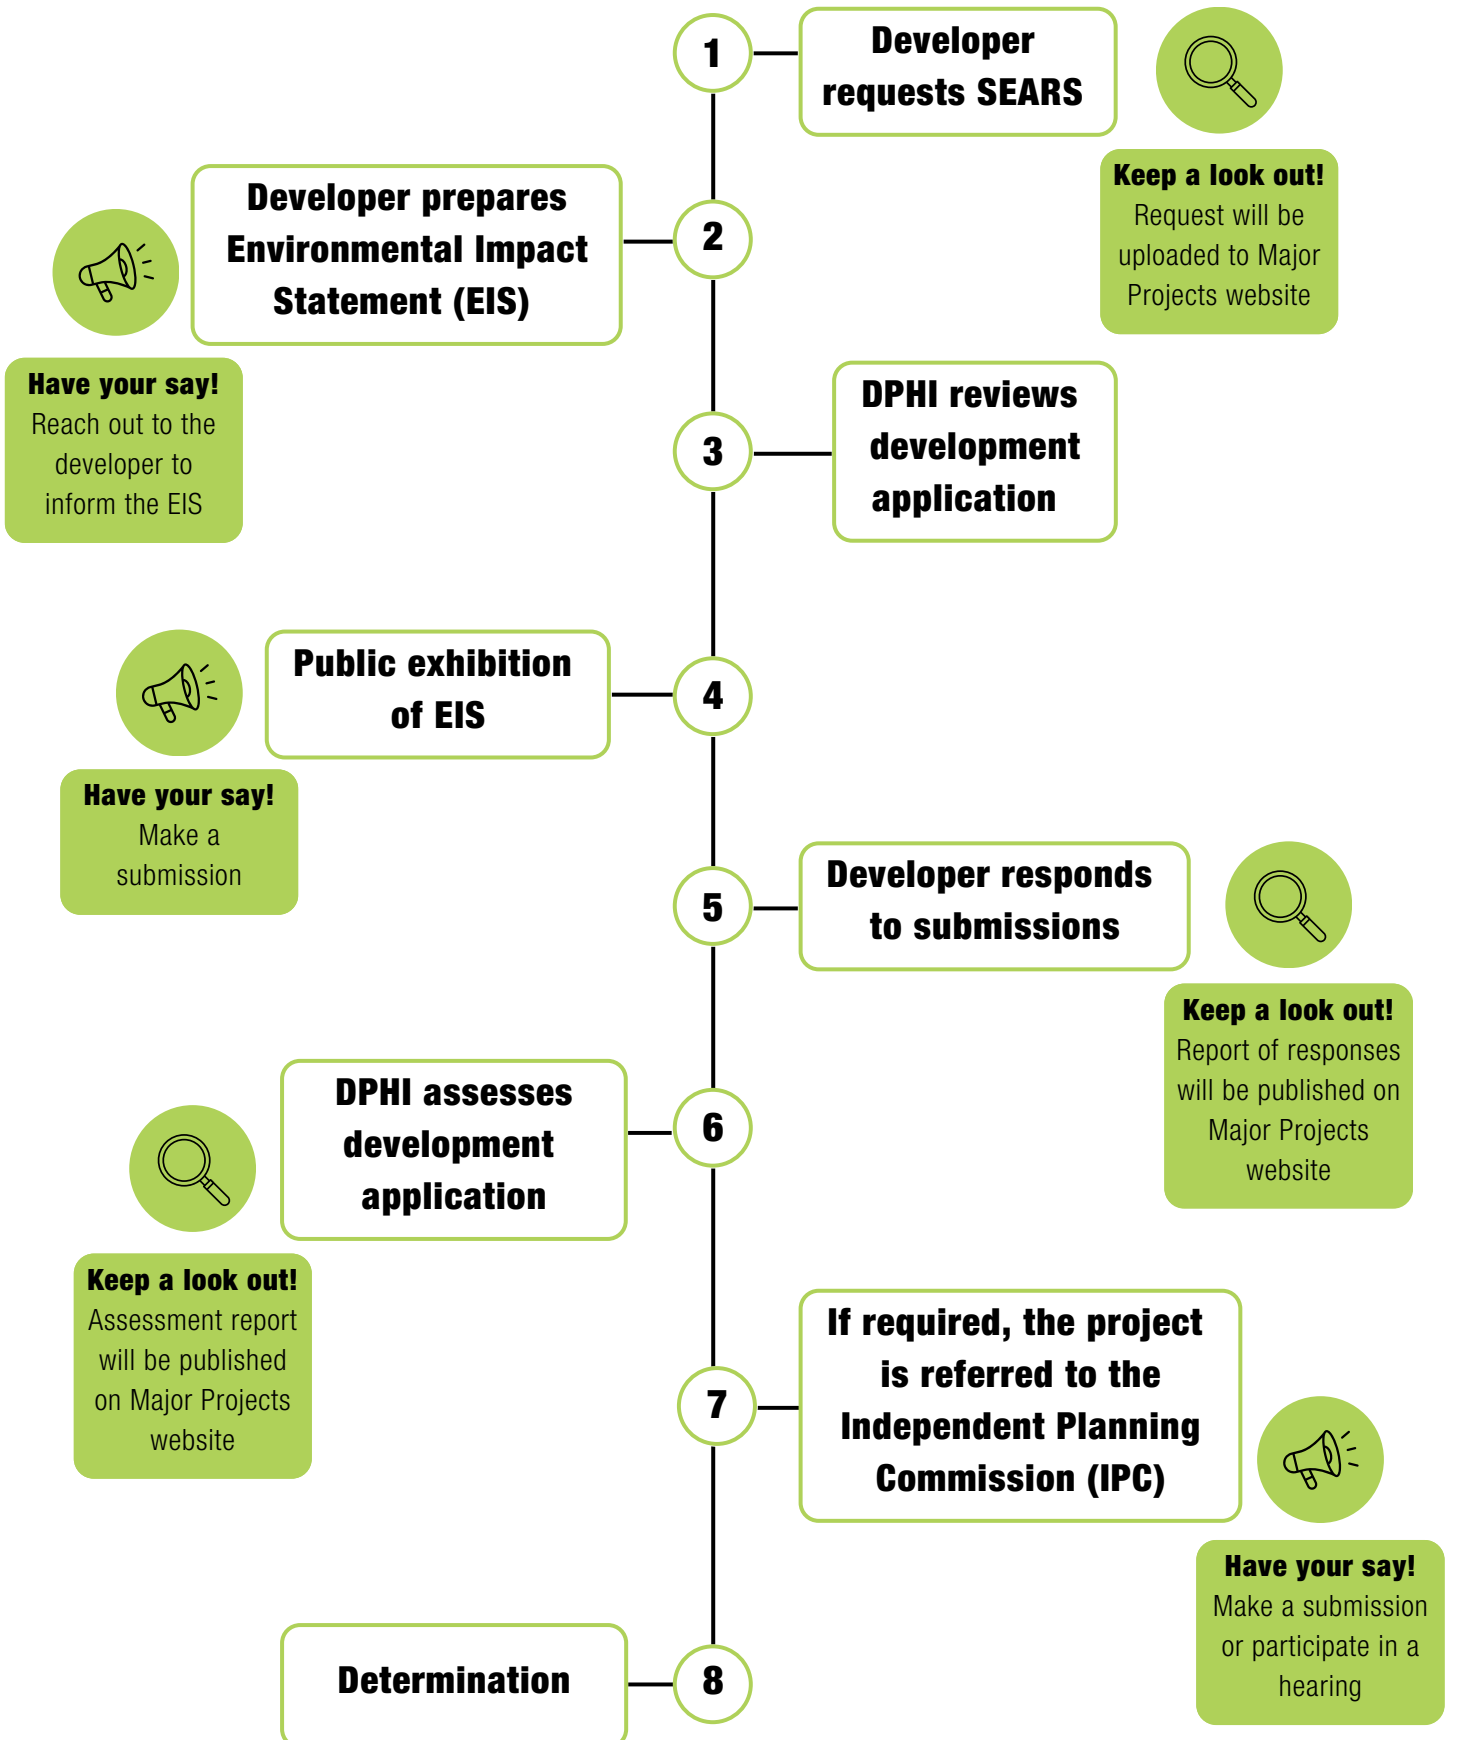 1
Developer
requests SEARS
Keep a look out!
Request will be
uploaded to Major
Projects website
2
Developer prepares
Environmental Impact
Statement (EIS)
Have your say!
Reach out to the
developer to
inform the EIS
3
DPHI reviews
development
application
4
Public exhibition
of EIS
Have your say!
Make a
submission
5
Developer responds
to submissions
Keep a look out!
Report of responses
will be published on
Major Projects
website
6
DPHI assesses
development
application
Keep a look out!
Assessment report
will be published
on Major Projects
website
7
If required, the project
is referred to the
Independent Planning
Commission (IPC)
Have your say!
Make a submission
or participate in a
hearing
8
Determination